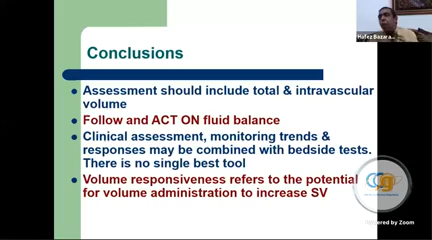 Hafez Bazara...
Conclusions
Assessment should include total & intravascular
volume
Follow and ACT ON fluid balance
Clinical assessment, monitoring trends &
responses may be combined with bedside tests.
There is no single best tool
Volume responsiveness refers to the potential
for volume administration to increase SV
Powered by Zoom